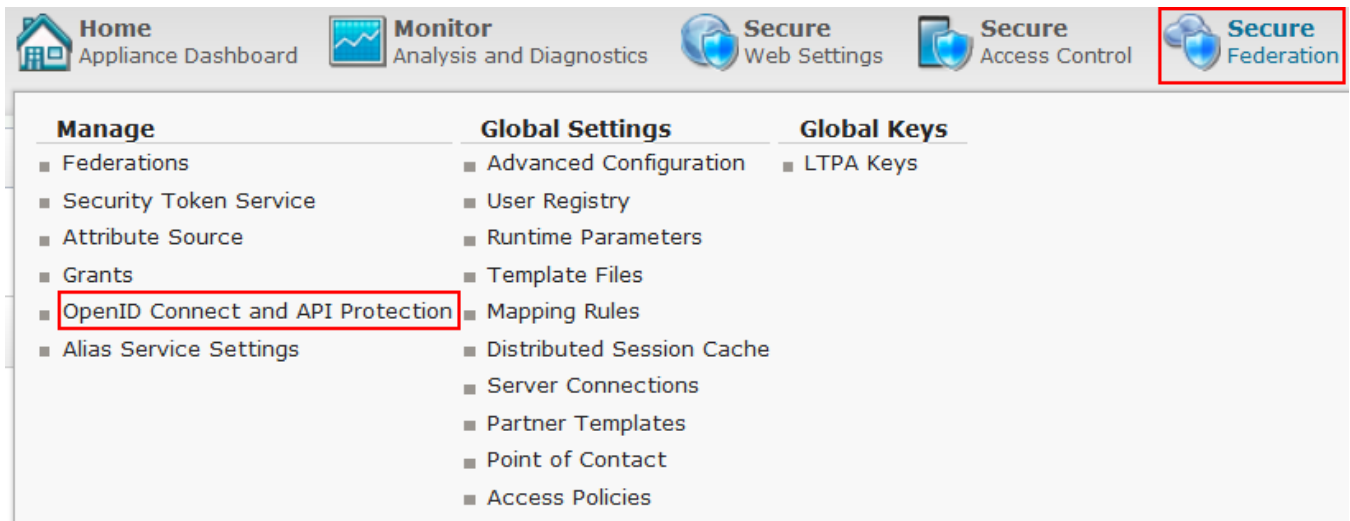 Home
Appliance Dashboard
Monitor
Analysis and Diagnostics
Secure
Web Settings
Secure
Access Control
Secure
Federation
Manage
Federations
Security Token Service
Attribute Source
Grants
OpenID Connect and API Protection
Alias Service Settings
Global Settings
Advanced Configuration
User Registry
Runtime Parameters
Template Files
Mapping Rules
Distributed Session Cache
Server Connections
Partner Templates
Point of Contact
Access Policies
Global Keys
LTPA Keys